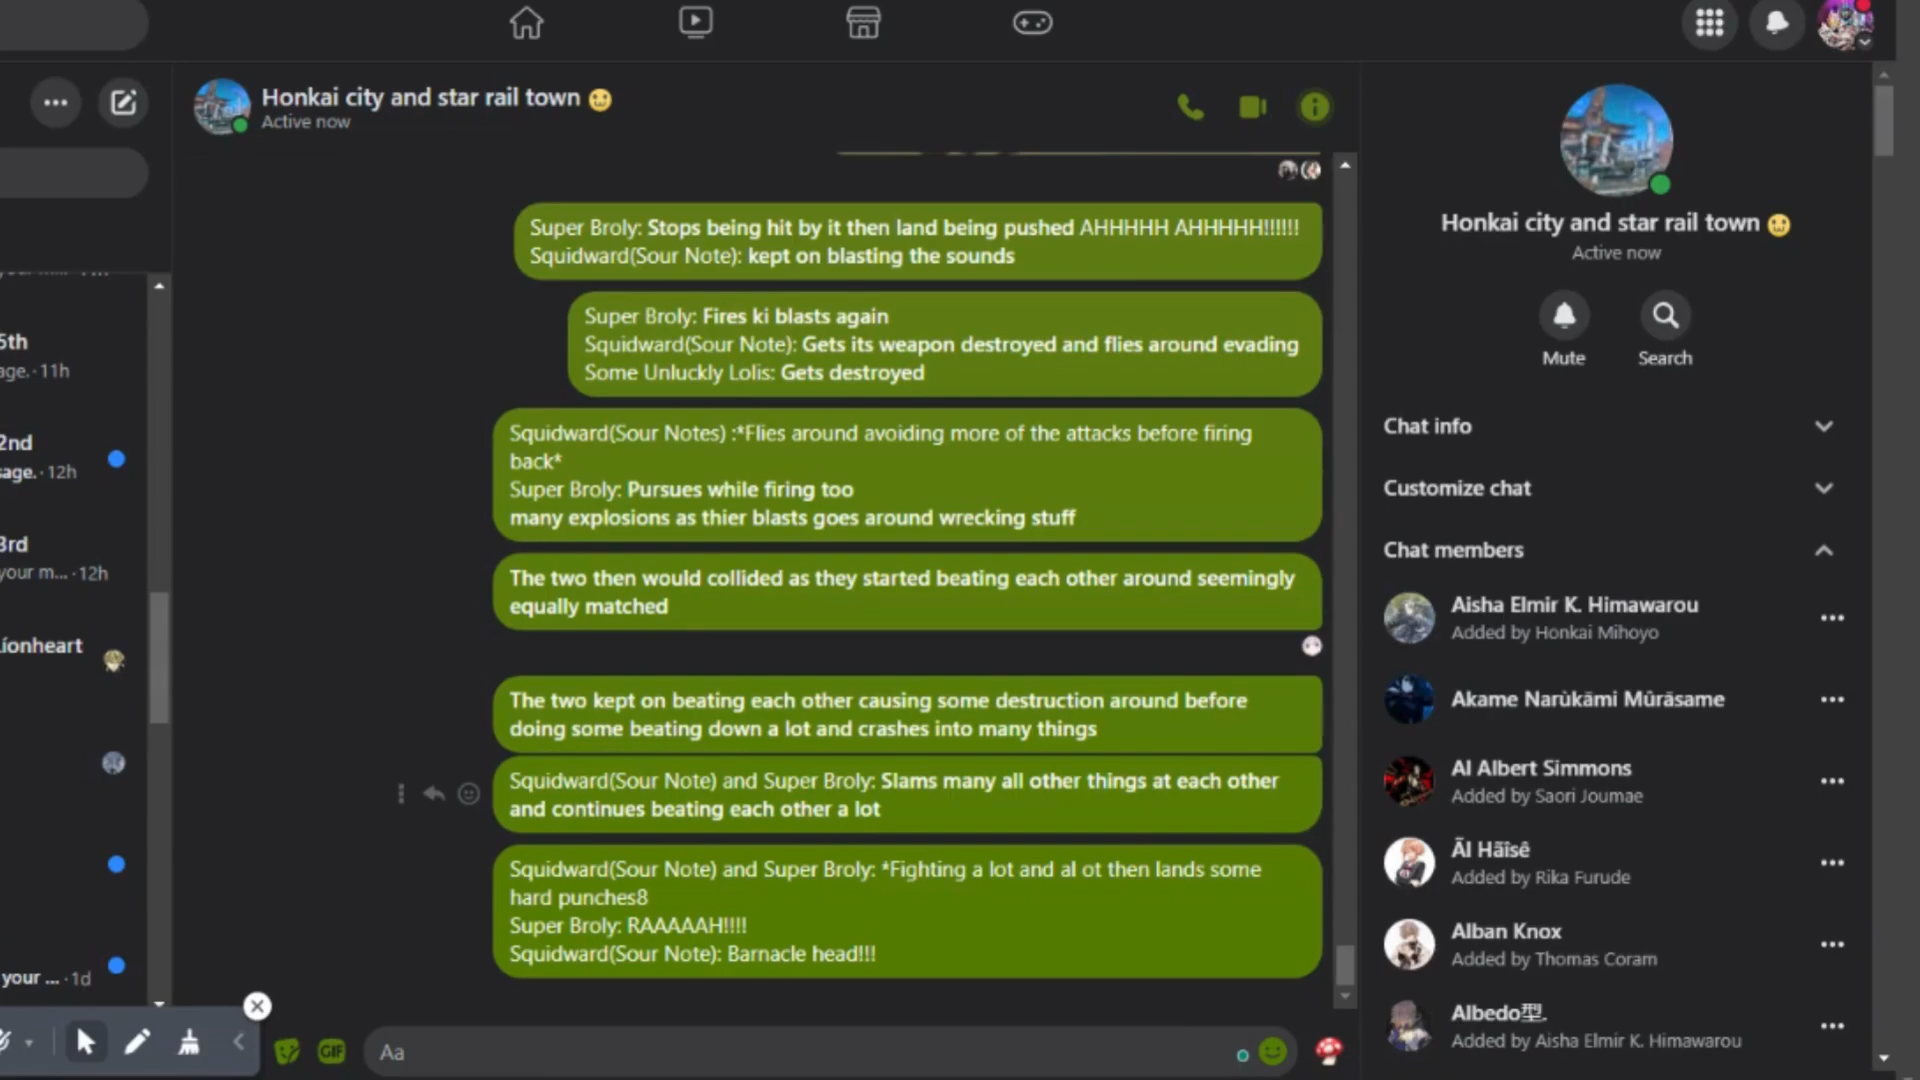 5th
age. · 11h
2nd
sage. · 12h
3rd
your m... · 12h
ionheart
your ... · 1d
Honkai city and star rail town
Active now
Super Broly: Stops being hit by it then land being pushed AHHHHH AHHHHH!!!!!!
Squidward(Sour Note): kept on blasting the sounds
Super Broly: Fires ki blasts again
Squidward(Sour Note): Gets its weapon destroyed and flies around evading
Some Unluckly Lolis: Gets destroyed
Squidward(Sour Notes) :*Flies around avoiding more of the attacks before firing
back*
Super Broly: Pursues while firing too
many explosions as thier blasts goes around wrecking stuff
The two then would collided as they started beating each other around seemingly
equally matched
The two kept on beating each other causing some destruction around before
doing some beating down a lot and crashes into many things
Squidward(Sour Note) and Super Broly: Slams many all other things at each other
and continues beating each other a lot
Squidward(Sour Note) and Super Broly: *Fighting a lot and al ot then lands some
hard punches8
Super Broly: RAAAAAH!!!!
Squidward(Sour Note): Barnacle head!!!
GIF
Aa
Honkai city and star rail town
Active now
Mute
Search
Chat info
Customize chat
Chat members
Aisha Elmir K. Himawarou
Added by Honkai Mihoyo
Akame Narùkāmi Mûrāsame
Al Albert Simmons
Added by Saori Joumae
Ãl Hãîsê
Added by Rika Furude
Alban Knox
Added by Thomas Coram
Albedo型.
Added by Aisha Elmir K. Himawarou